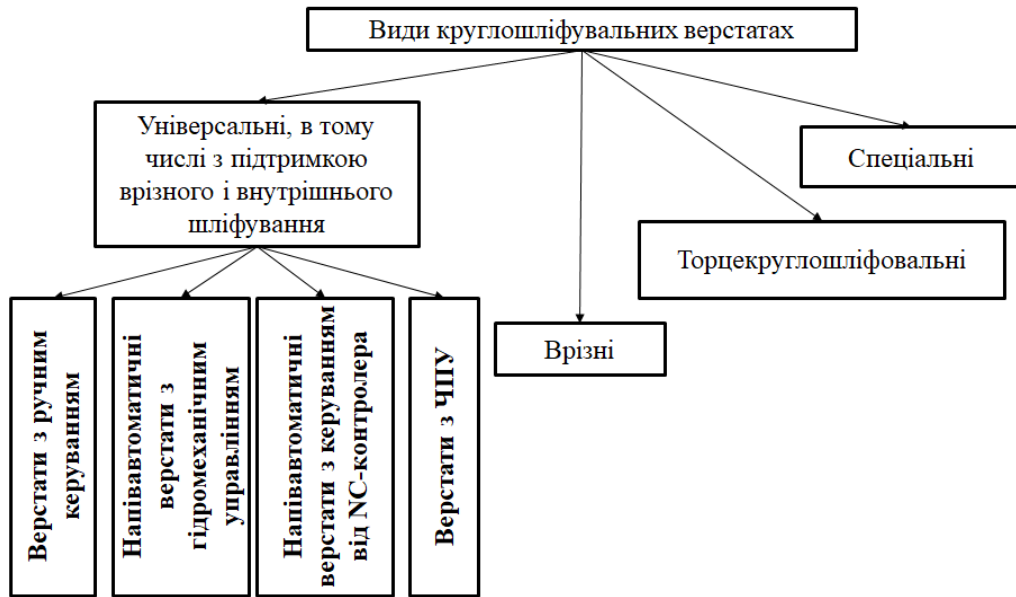 Види круглошліфувальних верстатах
Універсальні, в тому
числі з підтримкою
врізного і внутрішнього
шліфування
Спеціальні
Торцекруглошліфовальні
Врізні
Верстати з ручним
керуванням
Напівавтоматичні
верстати з
гідромеханічним
управлінням
Напівавтоматичні
верстати з керуванням
від NC-контролера
Верстати з ЧПУ